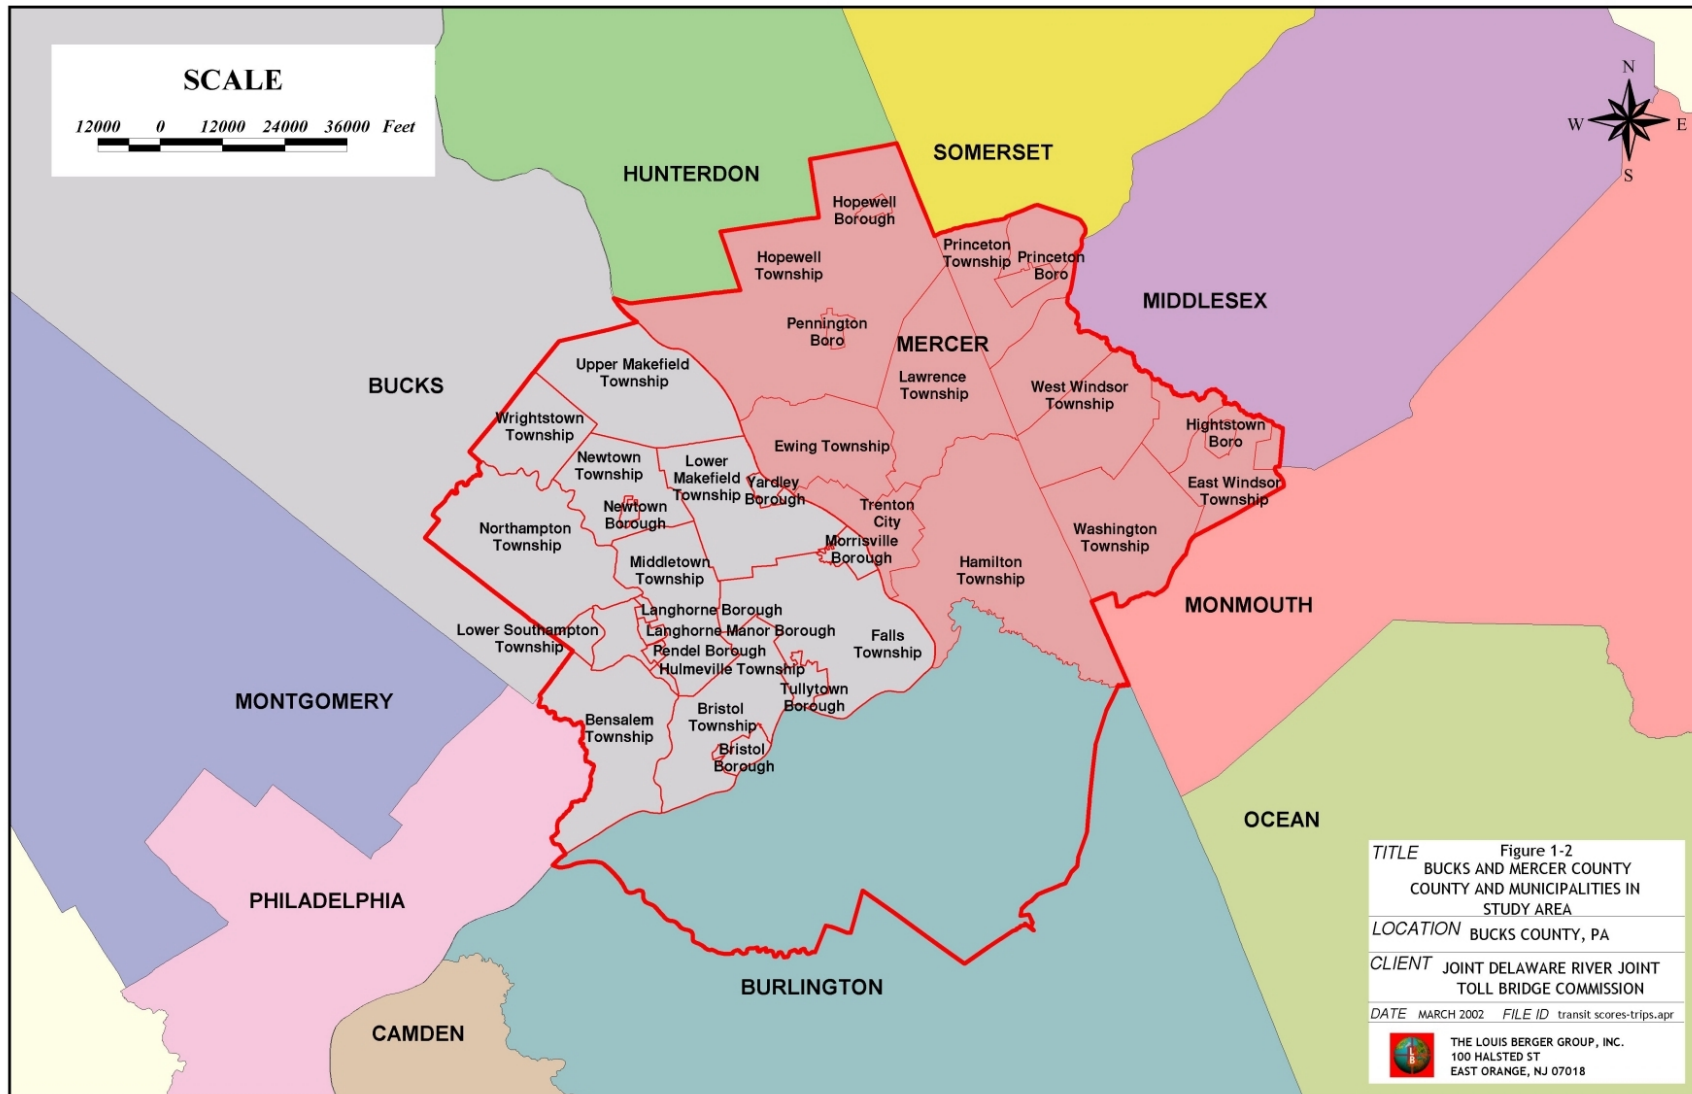 SCALE
12000 0 12000 24000 36000 Feet
N
W E
S
HUNTERDON
SOMERSET
MIDDLESEX
BUCKS
MERCER
MONMOUTH
MONTGOMERY
OCEAN
PHILADELPHIA
BURLINGTON
CAMDEN
Hopewell
Borough
Hopewell
Township
Princeton
Township
Princeton
Boro
Pennington
Boro
Lawrence
Township
West Windsor
Township
Hightstown
Boro
East Windsor
Township
Washington
Township
Ewing Township
Trenton
City
Hamilton
Township
Upper Makefield
Township
Wrightstown
Township
Newtown
Township
Lower
Makefield
Township
Yardley
Borough
Newtown
Borough
Northampton
Township
Morrisville
Borough
Middletown
Township
Langhorne Borough
Langhorne Manor Borough
Pendel Borough
Hulmeville Township
Lower Southampton
Township
Falls
Township
Tullytown
Borough
Bristol
Township
Bensalem
Township
Bristol
Borough
TITLE Figure 1-2
BUCKS AND MERCER COUNTY
COUNTY AND MUNICIPALITIES IN
STUDY AREA
LOCATION BUCKS COUNTY, PA
CLIENT JOINT DELAWARE RIVER JOINT
TOLL BRIDGE COMMISSION
DATE MARCH 2002 FILE ID transit scores-trips.apr
L
B
THE LOUIS BERGER GROUP, INC.
100 HALSTED ST
EAST ORANGE, NJ 07018